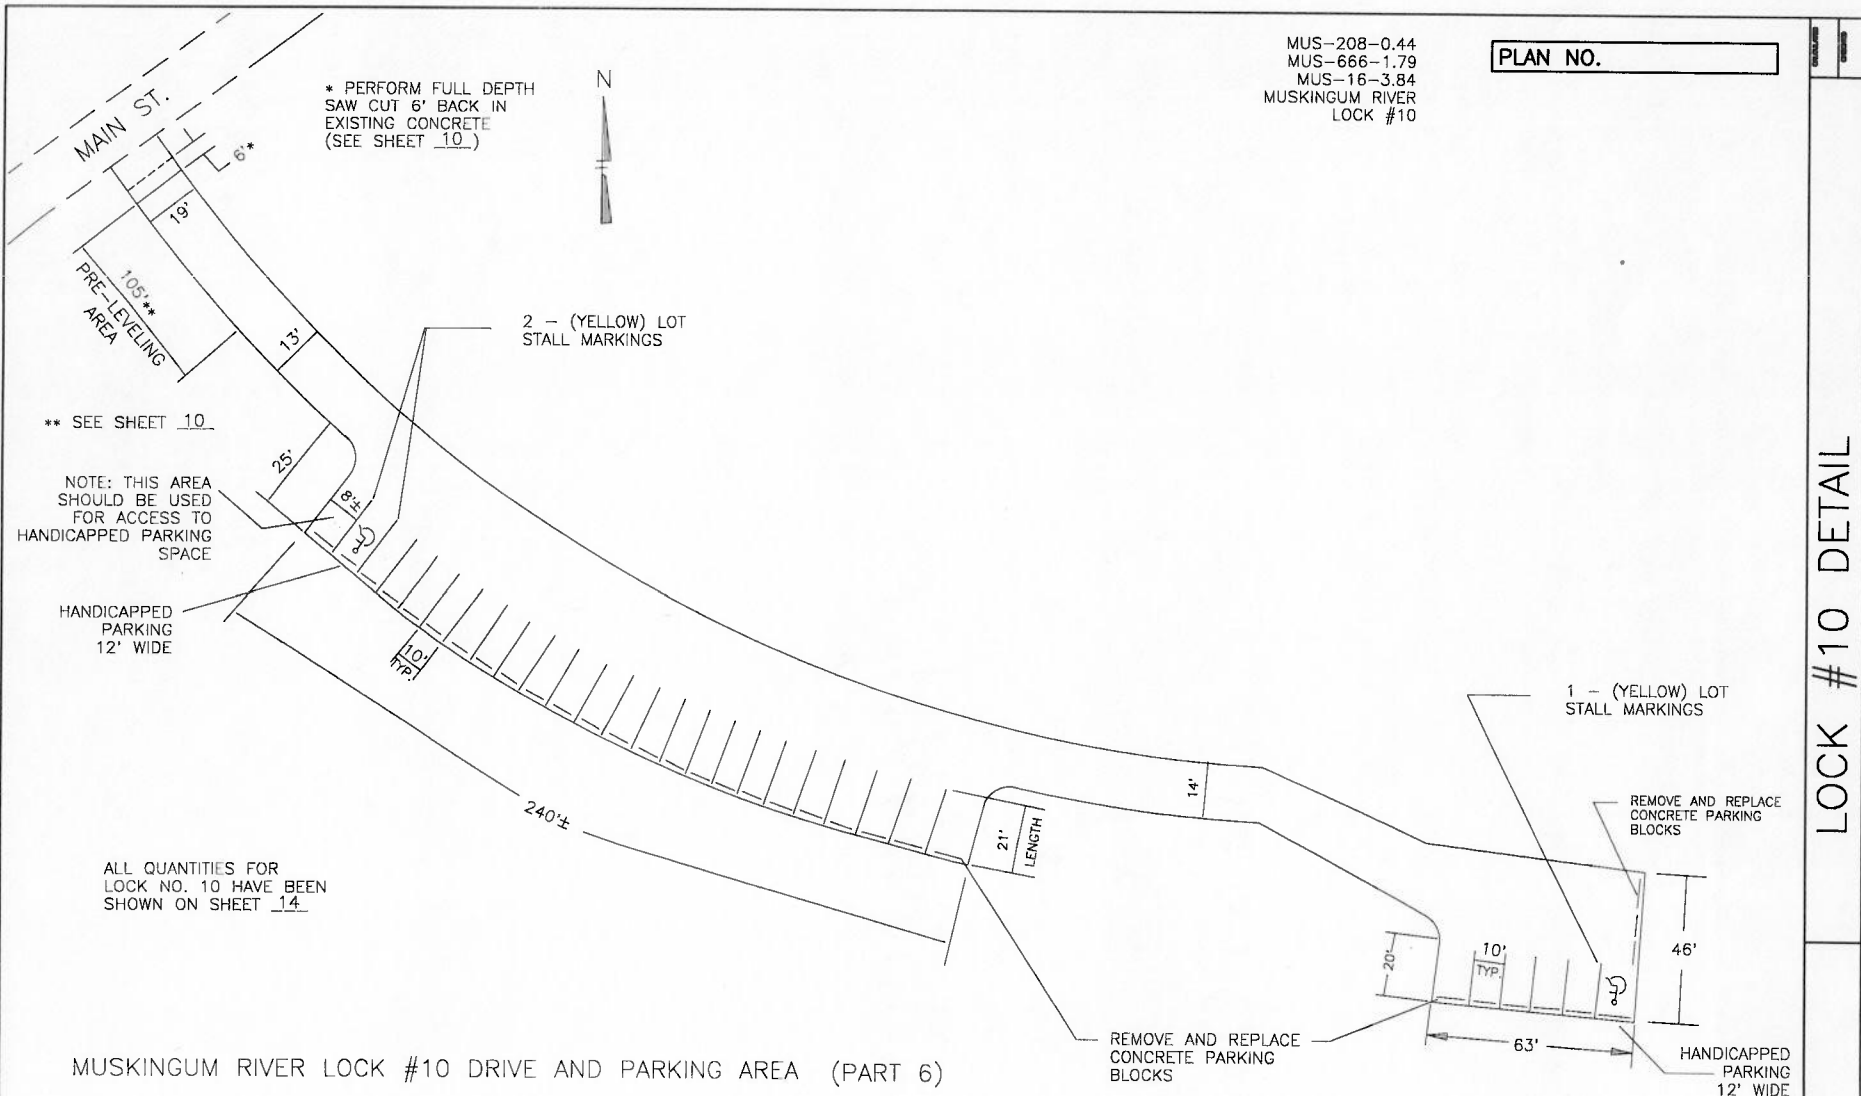 MUS-208-0.44
MUS-666-1.79
MUS-16-3.84
MUSKINGUM RIVER
LOCK #10
PLAN NO.
MAIN ST.
* PERFORM FULL DEPTH
SAW CUT 6' BACK IN
EXISTING CONCRETE
(SEE SHEET 10)
N
6'*
19'
105'**
PRE-LEVELING
AREA
13'
2 - (YELLOW) LOT
STALL MARKINGS
** SEE SHEET 10
25'
8'±
NOTE: THIS AREA
SHOULD BE USED
FOR ACCESS TO
HANDICAPPED PARKING
SPACE
HANDICAPPED
PARKING
12' WIDE
10'
TYP.
240'±
21'
LENGTH
14'
1 - (YELLOW) LOT
STALL MARKINGS
REMOVE AND REPLACE
CONCRETE PARKING
BLOCKS
46'
20'
10'
TYP.
63'
REMOVE AND REPLACE
CONCRETE PARKING
BLOCKS
HANDICAPPED
PARKING
12' WIDE
ALL QUANTITIES FOR
LOCK NO. 10 HAVE BEEN
SHOWN ON SHEET 14
MUSKINGUM RIVER LOCK #10 DRIVE AND PARKING AREA (PART 6)
LOCK #10 DETAIL